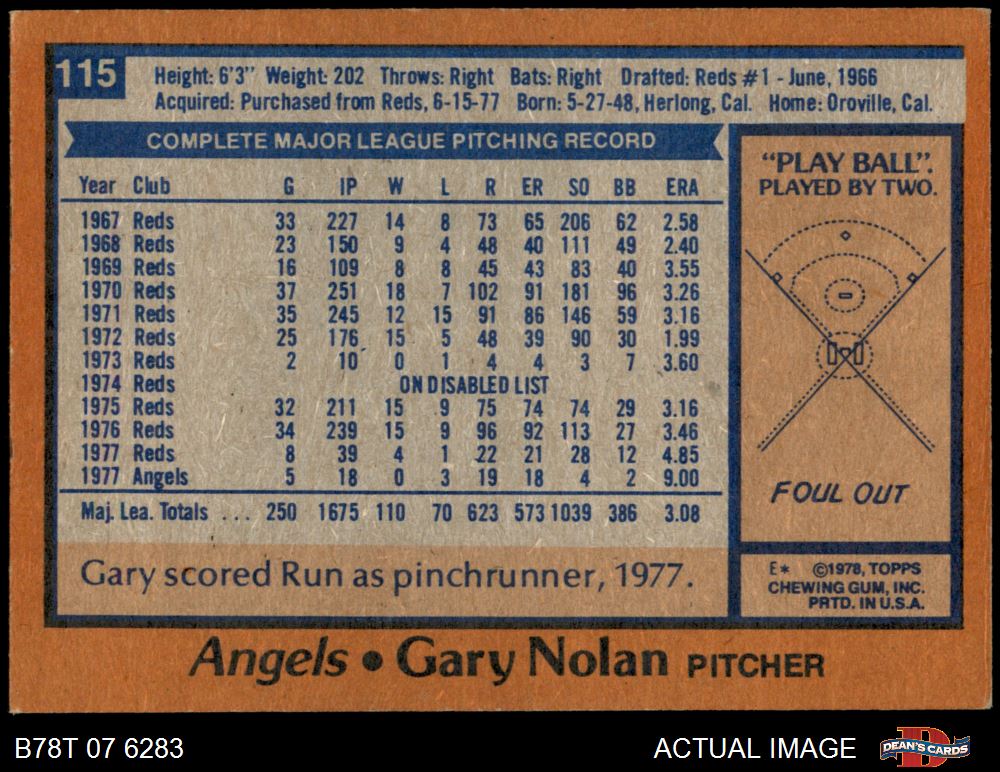 115
Height: 6'3" Weight: 202 Throws: Right Bats: Right Drafted: Reds #1 - June, 1966
Acquired: Purchased from Reds, 6-15-77 Born: 5-27-48, Herlong, Cal. Home: Oroville, Cal.
COMPLETE MAJOR LEAGUE PITCHING RECORD
Year Club G IP W L R ER SO BB ERA
1967 Reds 33 227 14 8 73 65 206 62 2.58
1968 Reds 23 150 9 4 48 40 111 49 2.40
1969 Reds 16 109 8 8 45 43 83 40 3.55
1970 Reds 37 251 18 7 102 91 181 96 3.26
1971 Reds 35 245 12 15 91 86 146 59 3.16
1972 Reds 25 176 15 5 48 39 90 30 1.99
1973 Reds 2 10 0 1 4 4 3 7 3.60
1974 Reds ON DISABLED LIST
1975 Reds 32 211 15 9 75 74 74 29 3.16
1976 Reds 34 239 15 9 96 92 113 27 3.46
1977 Reds 8 39 4 1 22 21 28 12 4.85
1977 Angels 5 18 0 3 19 18 4 2 9.00
Maj. Lea. Totals ... 250 1675 110 70 623 573 1039 386 3.08
Gary scored Run as pinchrunner, 1977.
"PLAY BALL".
PLAYED BY TWO.
FOUL OUT
E* ©1978, TOPPS
CHEWING GUM, INC.
PRTD. IN U.S.A.
Angels • Gary Nolan PITCHER
B78T 07 6283
ACTUAL IMAGE
D
DEAN'S CARDS